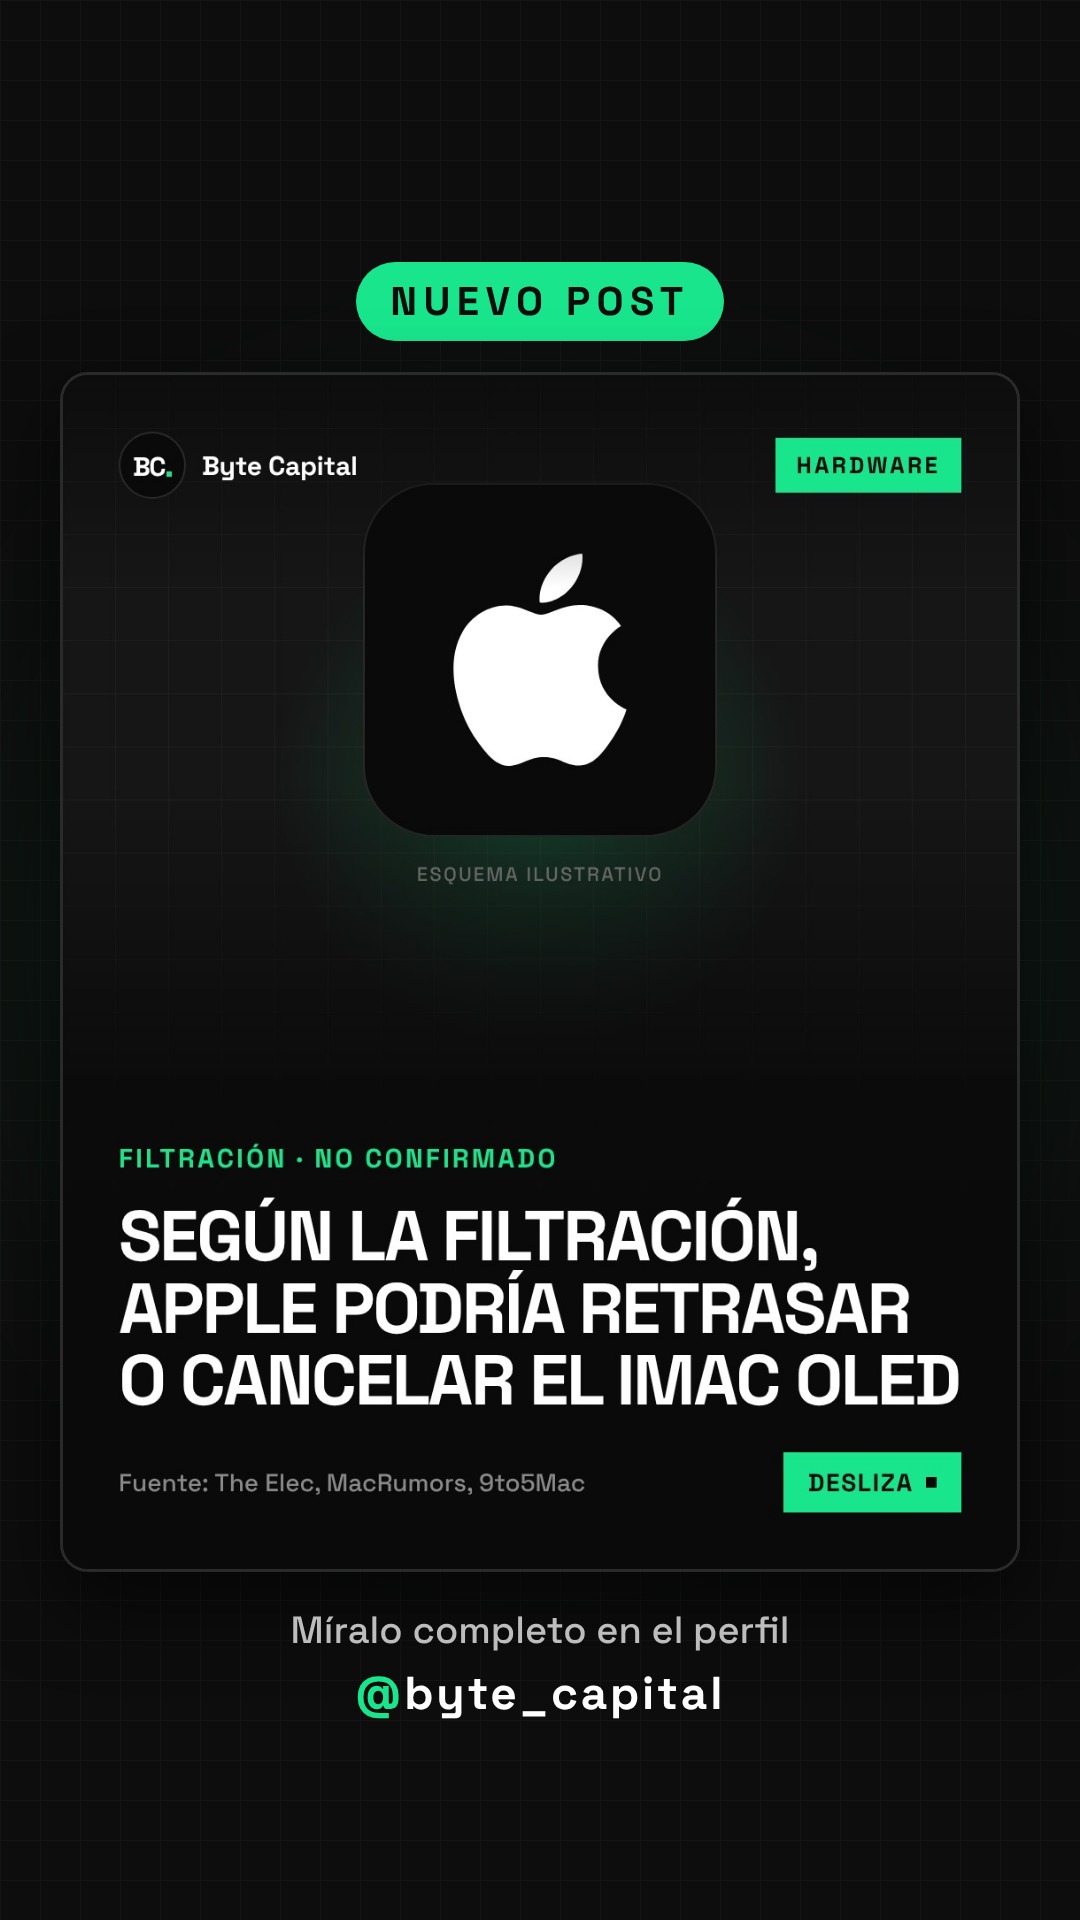 NUEVO POST
BC. Byte Capital
HARDWARE
ESQUEMA ILUSTRATIVO
FILTRACIÓN · NO CONFIRMADO
SEGÚN LA FILTRACIÓN,
APPLE PODRÍA RETRASAR
O CANCELAR EL IMAC OLED
Fuente: The Elec, MacRumors, 9to5Mac
DESLIZA ▪
Míralo completo en el perfil
@byte_capital